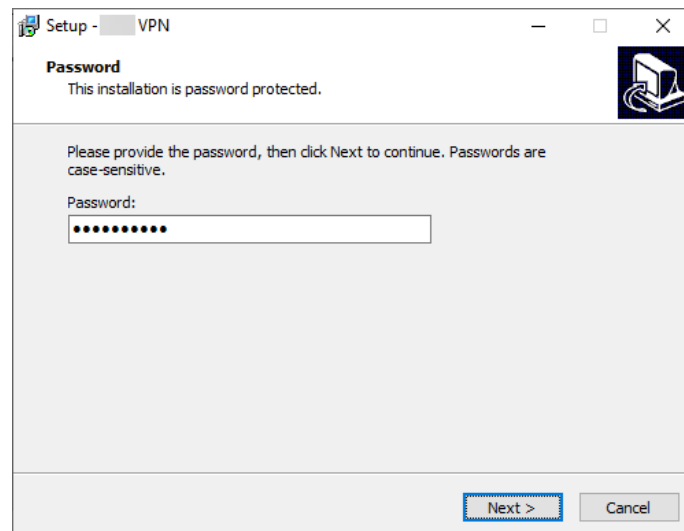 Setup - VPN
Password
This installation is password protected.
Please provide the password, then click Next to continue. Passwords are
case-sensitive.
Password:
••••••••••
Next >
Cancel